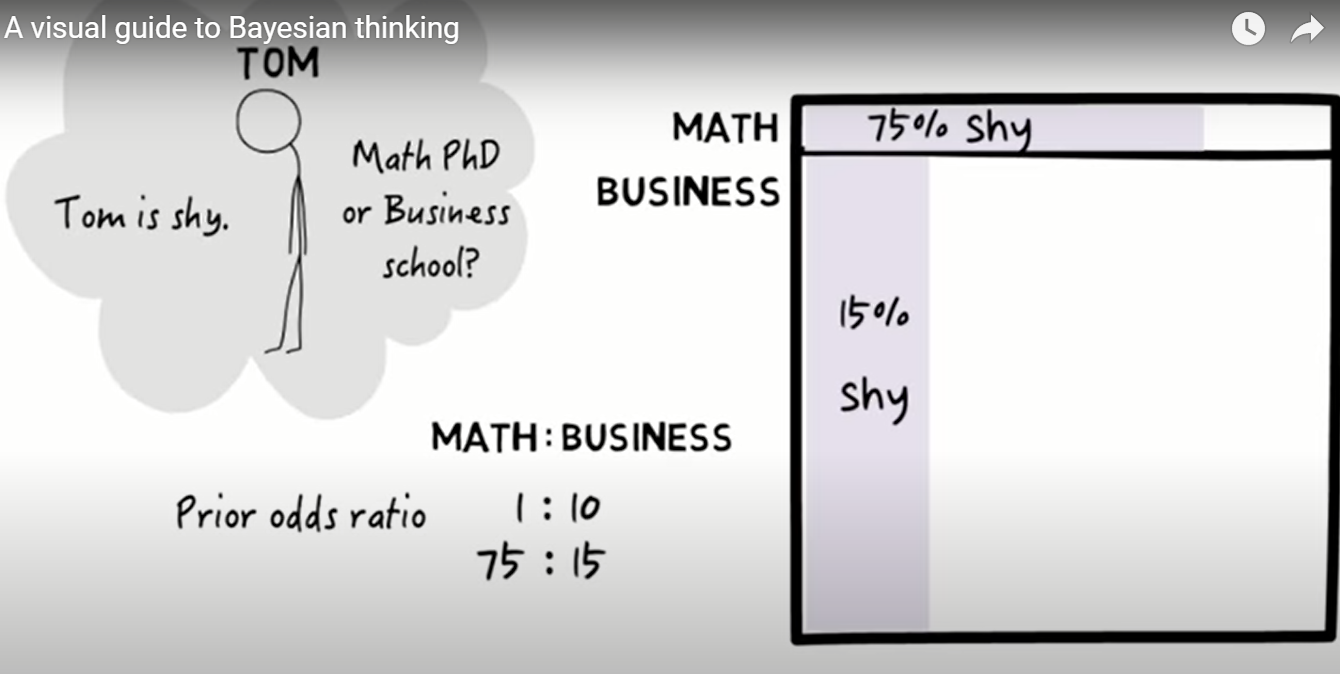 A visual guide to Bayesian thinking
TOM
Tom is shy.
Math PhD
or Business
school?
MATH
75% shy
BUSINESS
15%
shy
MATH : BUSINESS
Prior odds ratio 1 : 10
75 : 15